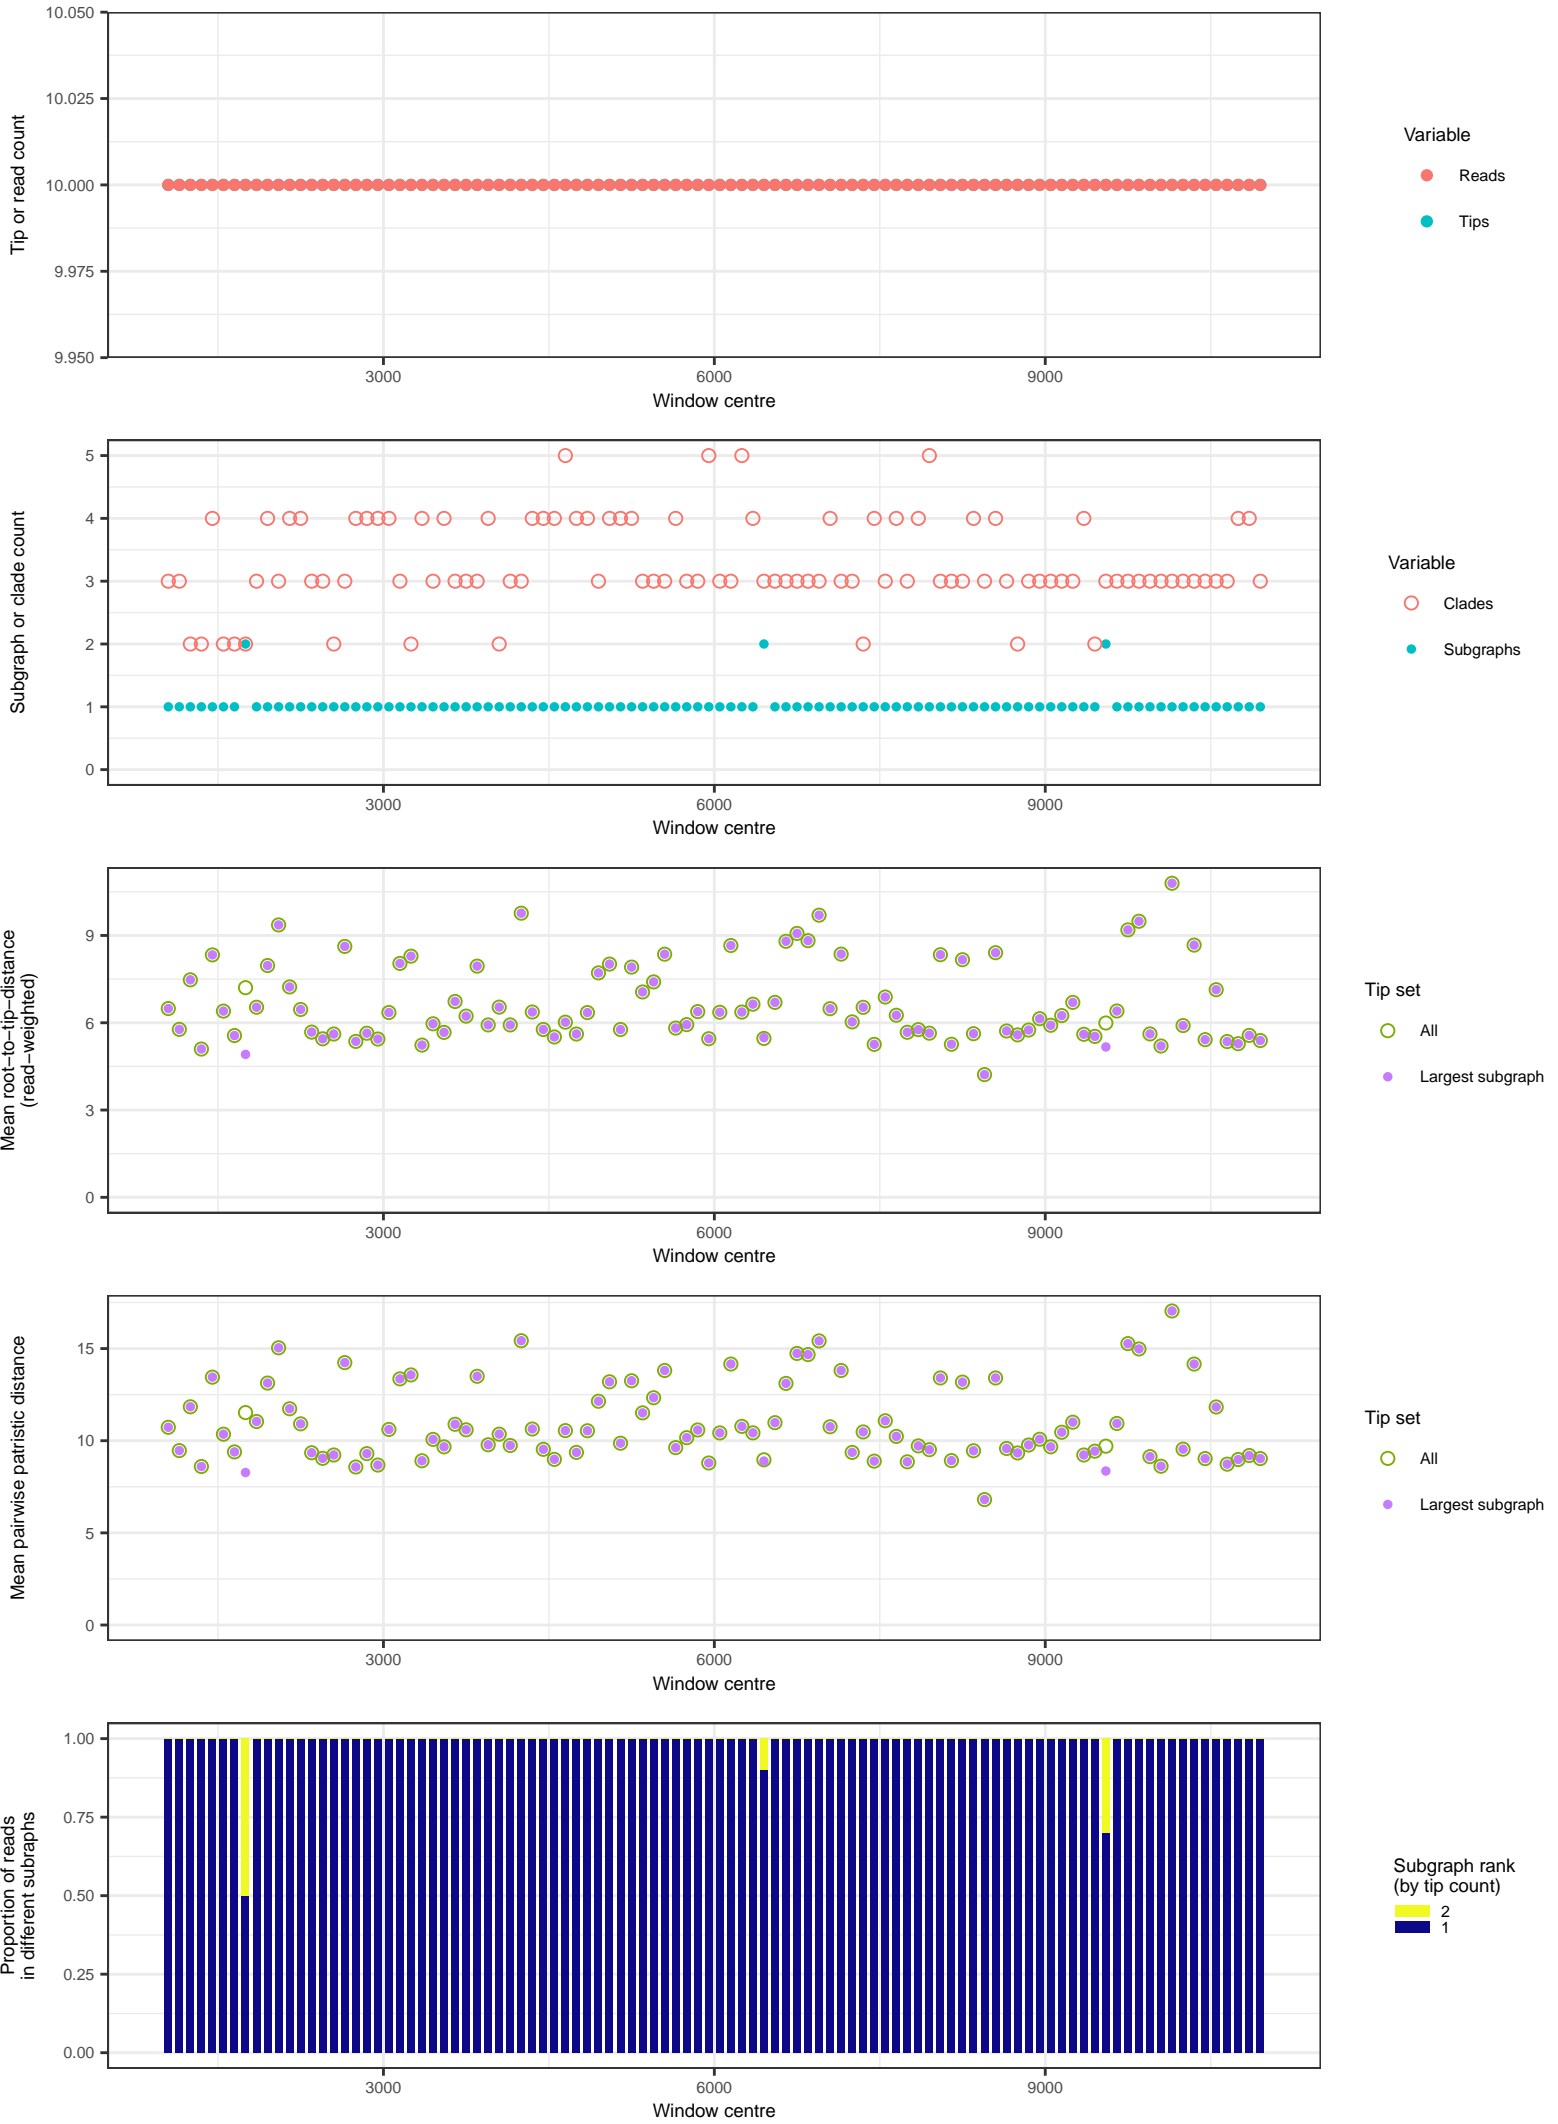 10.050
10.025
10.000
9.975
9.950
Tip or read count
3000 6000 9000
Window centre
Variable
Reads
Tips
5
4
3
2
1
0
Subgraph or clade count
3000 6000 9000
Window centre
Variable
Clades
Subgraphs
9
6
3
0
Mean root−to−tip−distance
(read−weighted)
3000 6000 9000
Window centre
Tip set
All
Largest subgraph
15
10
5
0
Mean pairwise patristic distance
3000 6000 9000
Window centre
Tip set
All
Largest subgraph
1.00
0.75
0.50
0.25
0.00
Proportion of reads
in different subraphs
3000 6000 9000
Window centre
Subgraph rank
(by tip count)
2
1